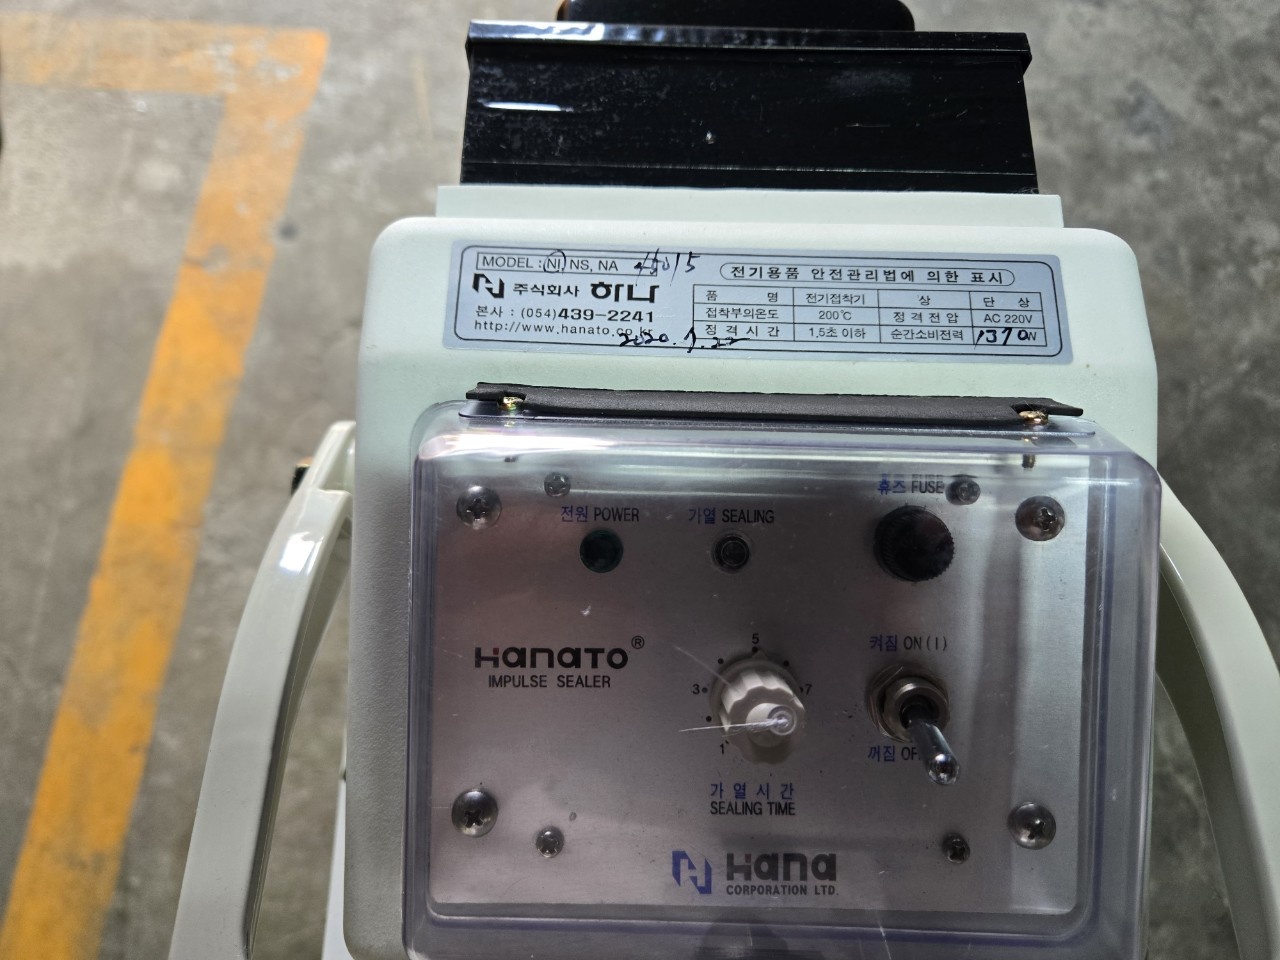 MODEL : NI, NS, NA
주식회사 하나
본사 : (054)439-2241
http://www.hanato.co.kr
2020. 7. 22
전기용품 안전관리법에 의한 표시
품 명 전기접착기 상 단 상
접착부의온도 200℃ 정격전압 AC 220V
정격시간 1.5초 이하 순간소비전력 1370W
휴즈 FUSE
전원 POWER
가열 SEALING
HANATO®
IMPULSE SEALER
5
3
7
1
켜짐 ON ( I )
꺼짐
가열시간
SEALING TIME
Hana
CORPORATION LTD.